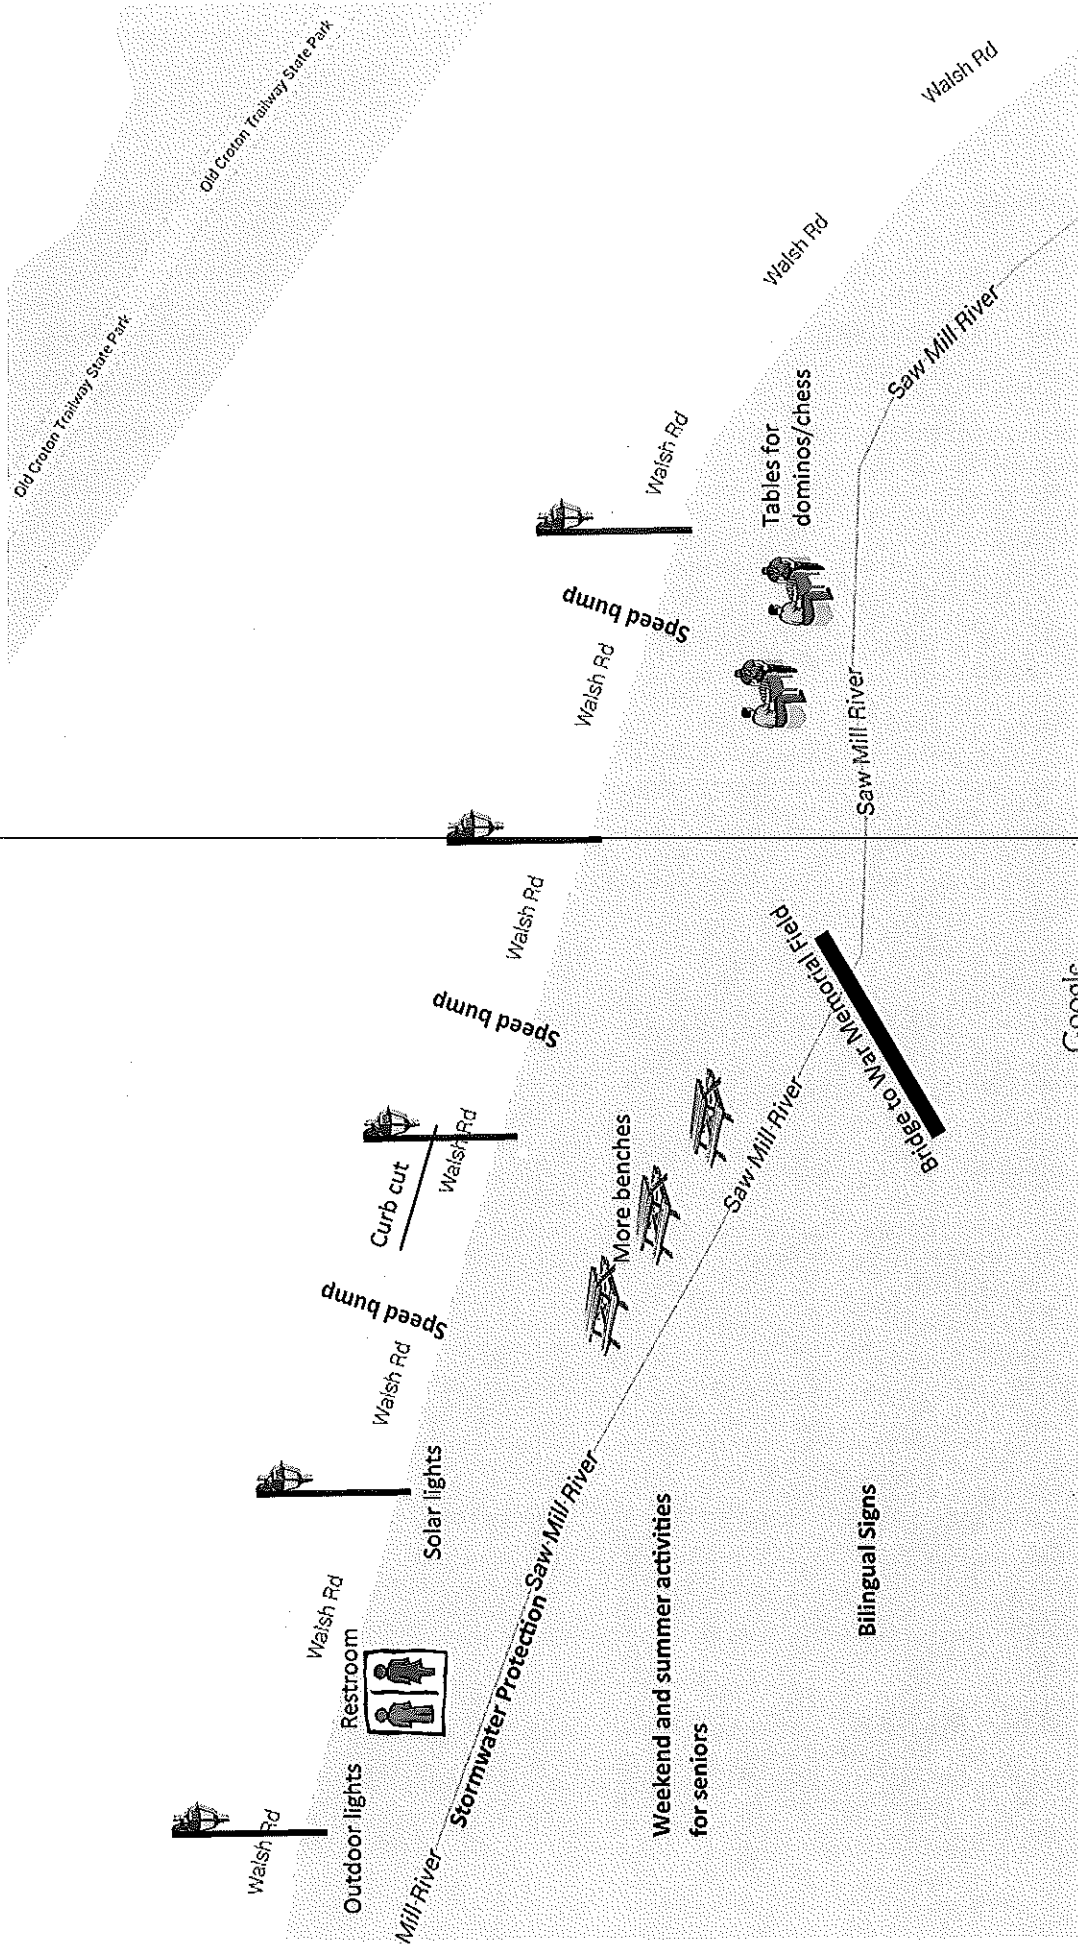 Old Croton Trailway State Park
Old Croton Trailway State Park
Walsh Rd
Walsh Rd
Restroom
Outdoor lights
Speed bump
Walsh Rd
Curb cut
Mill River
Solar lights
Walsh Rd
Speed bump
Stormwater Protection
Saw Mill River
Walsh Rd
Walsh Rd
Speed bump
More benches
Walsh Rd
Weekend and summer activities
for seniors
Saw Mill River
Tables for
dominos/chess
Walsh Rd
Bridge to War Memorial Field
Saw Mill River
Bilingual Signs
Saw Mill River
Walsh Rd